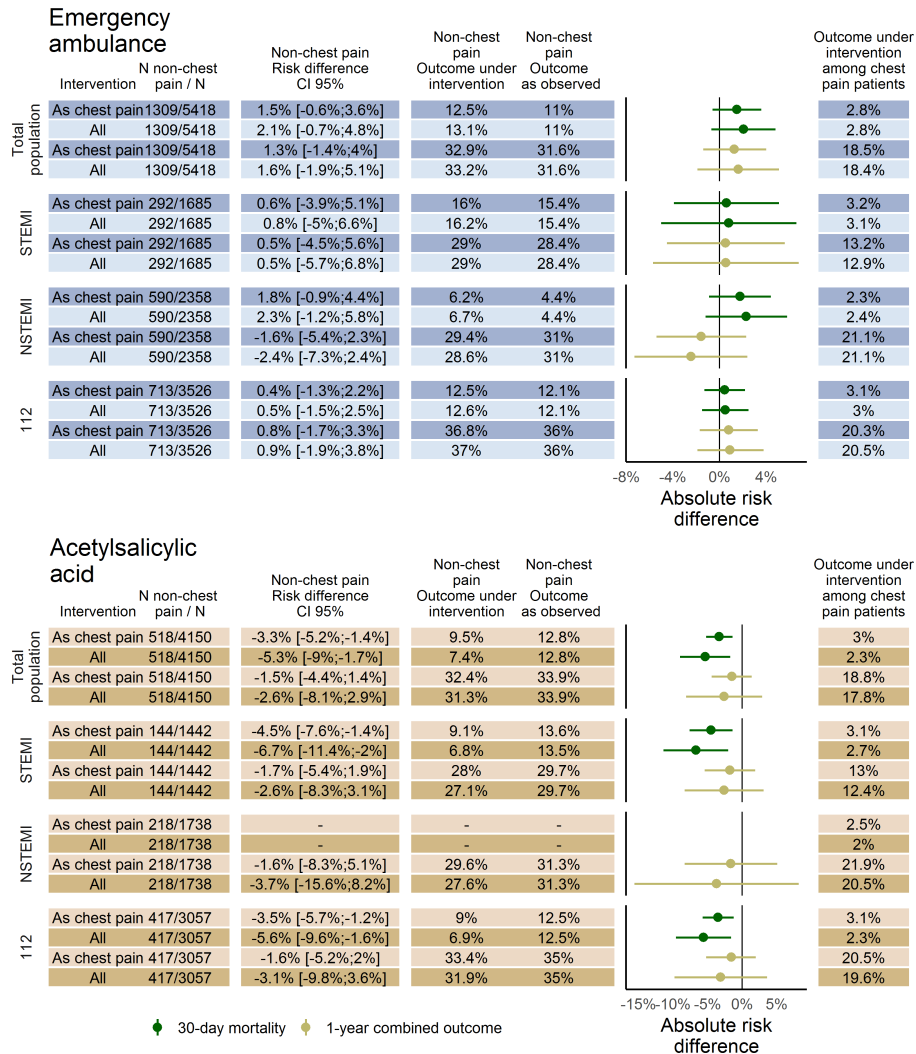 Emergency
ambulance
Intervention
N non-chest
pain / N
Non-chest pain
Risk difference
CI 95%
Non-chest
pain
Outcome under
intervention
Non-chest
pain
Outcome
as observed
Outcome under
intervention
among chest
pain patients
Total
population
As chest pain 1309/5418 1.5% [-0.6%;3.6%] 12.5% 11% 2.8%
All 1309/5418 2.1% [-0.7%;4.8%] 13.1% 11% 2.8%
As chest pain 1309/5418 1.3% [-1.4%;4%] 32.9% 31.6% 18.5%
All 1309/5418 1.6% [-1.9%;5.1%] 33.2% 31.6% 18.4%
STEMI
As chest pain 292/1685 0.6% [-3.9%;5.1%] 16% 15.4% 3.2%
All 292/1685 0.8% [-5%;6.6%] 16.2% 15.4% 3.1%
As chest pain 292/1685 0.5% [-4.5%;5.6%] 29% 28.4% 13.2%
All 292/1685 0.5% [-5.7%;6.8%] 29% 28.4% 12.9%
NSTEMI
As chest pain 590/2358 1.8% [-0.9%;4.4%] 6.2% 4.4% 2.3%
All 590/2358 2.3% [-1.2%;5.8%] 6.7% 4.4% 2.4%
As chest pain 590/2358 -1.6% [-5.4%;2.3%] 29.4% 31% 21.1%
All 590/2358 -2.4% [-7.3%;2.4%] 28.6% 31% 21.1%
112
As chest pain 713/3526 0.4% [-1.3%;2.2%] 12.5% 12.1% 3.1%
All 713/3526 0.5% [-1.5%;2.5%] 12.6% 12.1% 3%
As chest pain 713/3526 0.8% [-1.7%;3.3%] 36.8% 36% 20.3%
All 713/3526 0.9% [-1.9%;3.8%] 37% 36% 20.5%
-8% -4% 0% 4%
Absolute risk
difference
Acetylsalicylic
acid
Intervention
N non-chest
pain / N
Non-chest pain
Risk difference
CI 95%
Non-chest
pain
Outcome under
intervention
Non-chest
pain
Outcome
as observed
Outcome under
intervention
among chest
pain patients
Total
population
As chest pain 518/4150 -3.3% [-5.2%;-1.4%] 9.5% 12.8% 3%
All 518/4150 -5.3% [-9%;-1.7%] 7.4% 12.8% 2.3%
As chest pain 518/4150 -1.5% [-4.4%;1.4%] 32.4% 33.9% 18.8%
All 518/4150 -2.6% [-8.1%;2.9%] 31.3% 33.9% 17.8%
STEMI
As chest pain 144/1442 -4.5% [-7.6%;-1.4%] 9.1% 13.6% 3.1%
All 144/1442 -6.7% [-11.4%;-2%] 6.8% 13.5% 2.7%
As chest pain 144/1442 -1.7% [-5.4%;1.9%] 28% 29.7% 13%
All 144/1442 -2.6% [-8.3%;3.1%] 27.1% 29.7% 12.4%
NSTEMI
As chest pain 218/1738 - - - 2.5%
All 218/1738 - - - 2%
As chest pain 218/1738 -1.6% [-8.3%;5.1%] 29.6% 31.3% 21.9%
All 218/1738 -3.7% [-15.6%;8.2%] 27.6% 31.3% 20.5%
112
As chest pain 417/3057 -3.5% [-5.7%;-1.2%] 9% 12.5% 3.1%
All 417/3057 -5.6% [-9.6%;-1.6%] 6.9% 12.5% 2.3%
As chest pain 417/3057 -1.6% [-5.2%;2%] 33.4% 35% 20.5%
All 417/3057 -3.1% [-9.8%;3.6%] 31.9% 35% 19.6%
-15% -10% -5% 0% 5%
Absolute risk
difference
30-day mortality 1-year combined outcome